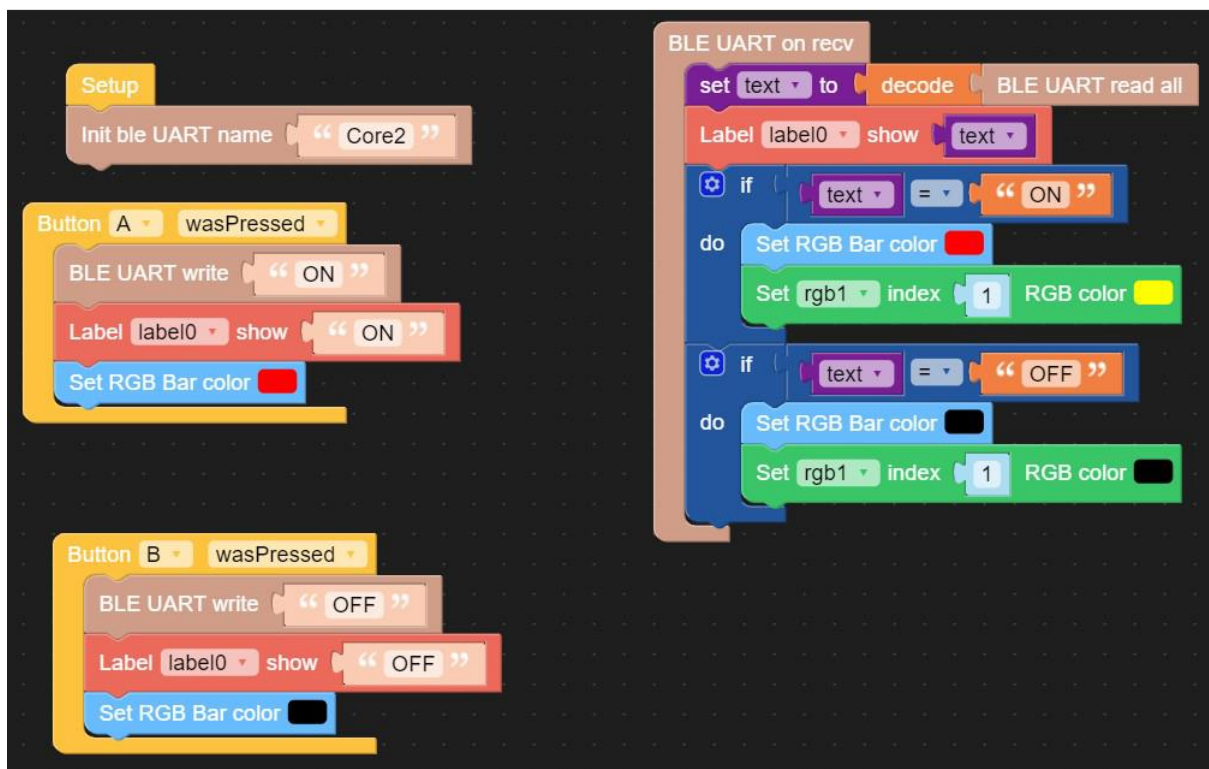 Setup
Init ble UART name “ Core2 ”
Button A wasPressed
BLE UART write “ ON ”
Label label0 show “ ON ”
Set RGB Bar color
Button B wasPressed
BLE UART write “ OFF ”
Label label0 show “ OFF ”
Set RGB Bar color
BLE UART on recv
set text to decode BLE UART read all
Label label0 show text
if text = “ ON ”
do Set RGB Bar color
Set rgb1 index 1 RGB color
if text = “ OFF ”
do Set RGB Bar color
Set rgb1 index 1 RGB color